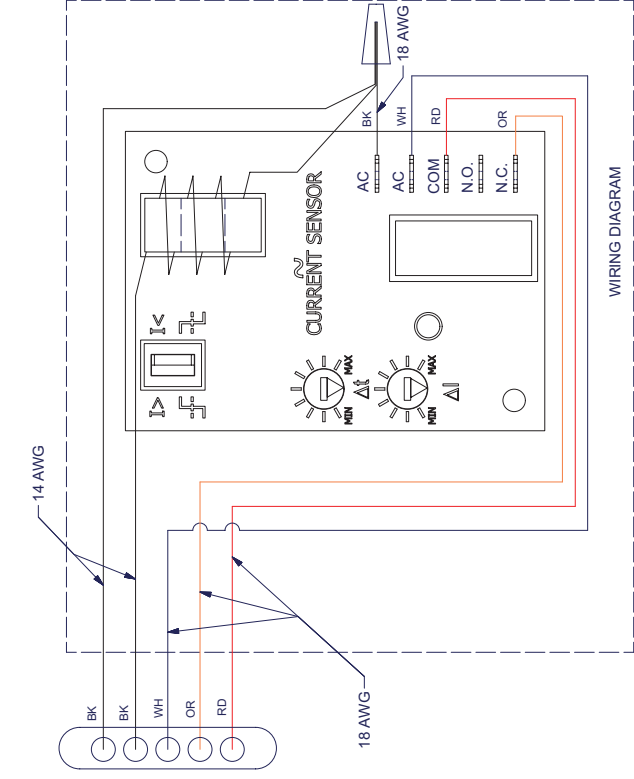 18 AWG
BK
WH
RD
OR
AC
AC
COM
N.O.
N.C.
CURRENT SENSOR
WIRING DIAGRAM
I<
I>
MIN
MAX
Δt
MIN
MAX
ΔI
14 AWG
BK
BK
WH
OR
RD
18 AWG